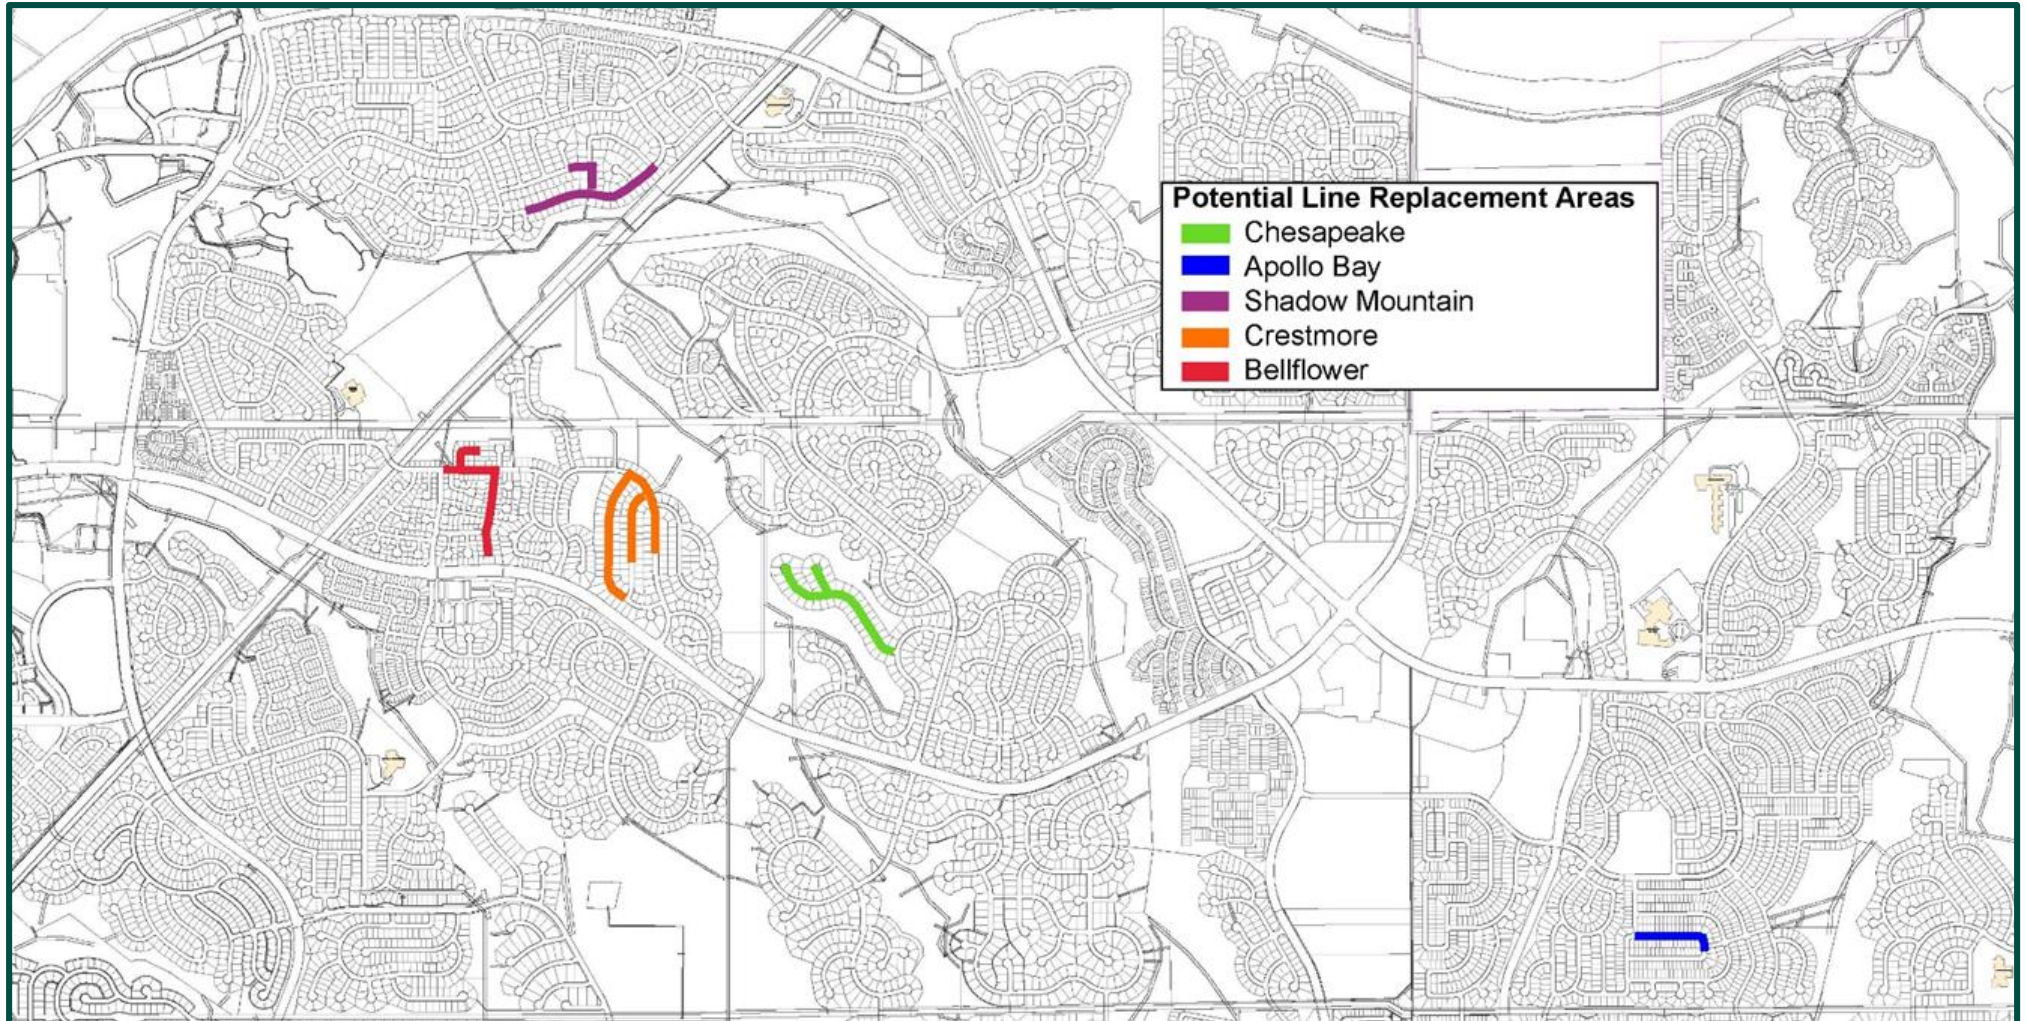 Potential Line Replacement Areas
Chesapeake
Apollo Bay
Shadow Mountain
Crestmore
Bellflower